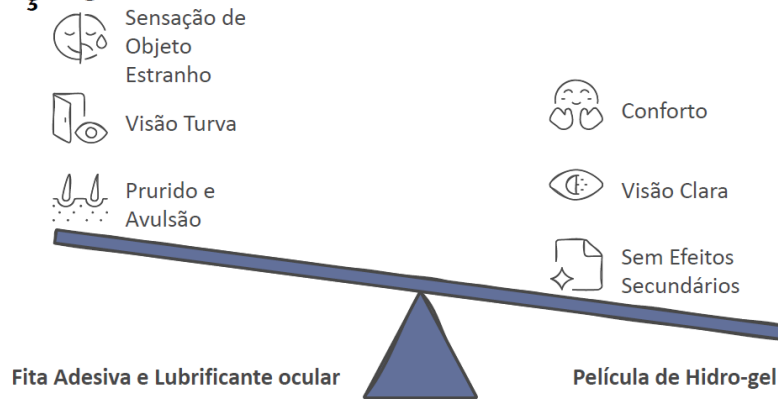 Sensação de
Objeto
Estranho
Visão Turva
Prurido e
Avulsão
Conforto
Visão Clara
Sem Efeitos
Secundários
Fita Adesiva e Lubrificante ocular
Película de Hidro-gel